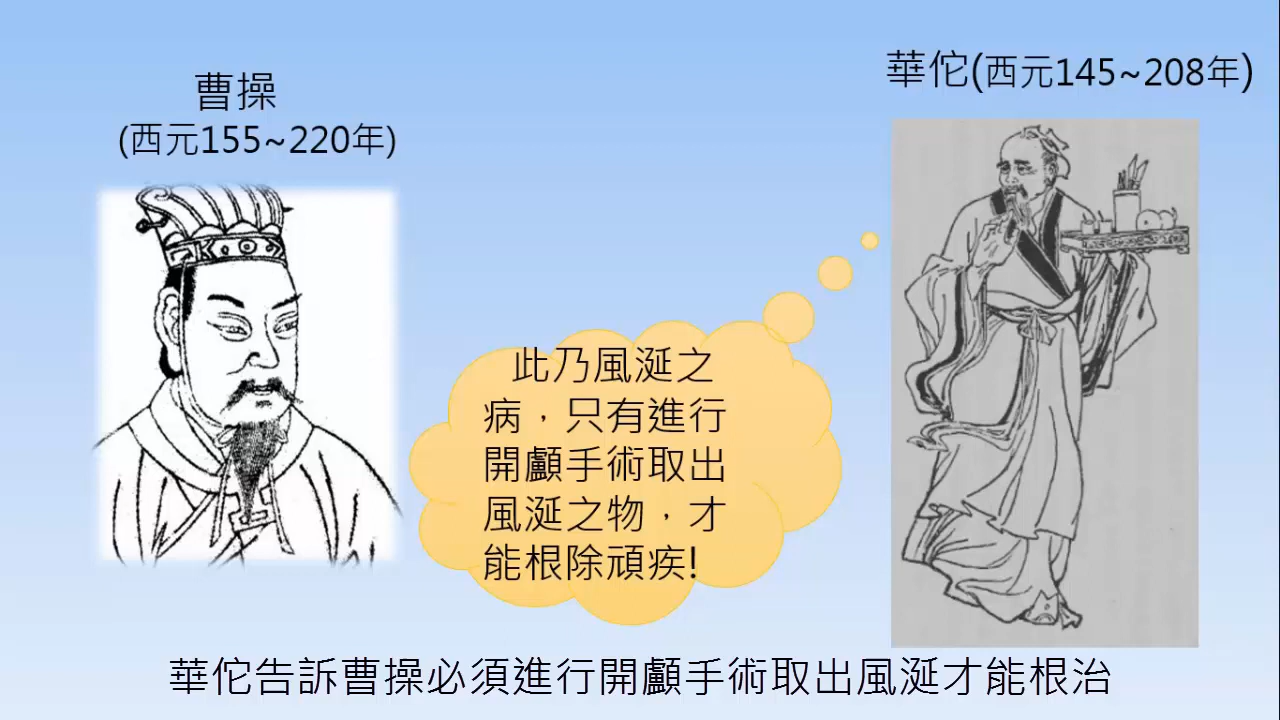 曹操
(西元155~220年)
華佗(西元145~208年)
此乃風涎之
病，只有進行
開顱手術取出
風涎之物，才
能根除頑疾!
華佗告訴曹操必須進行開顱手術取出風涎才能根治